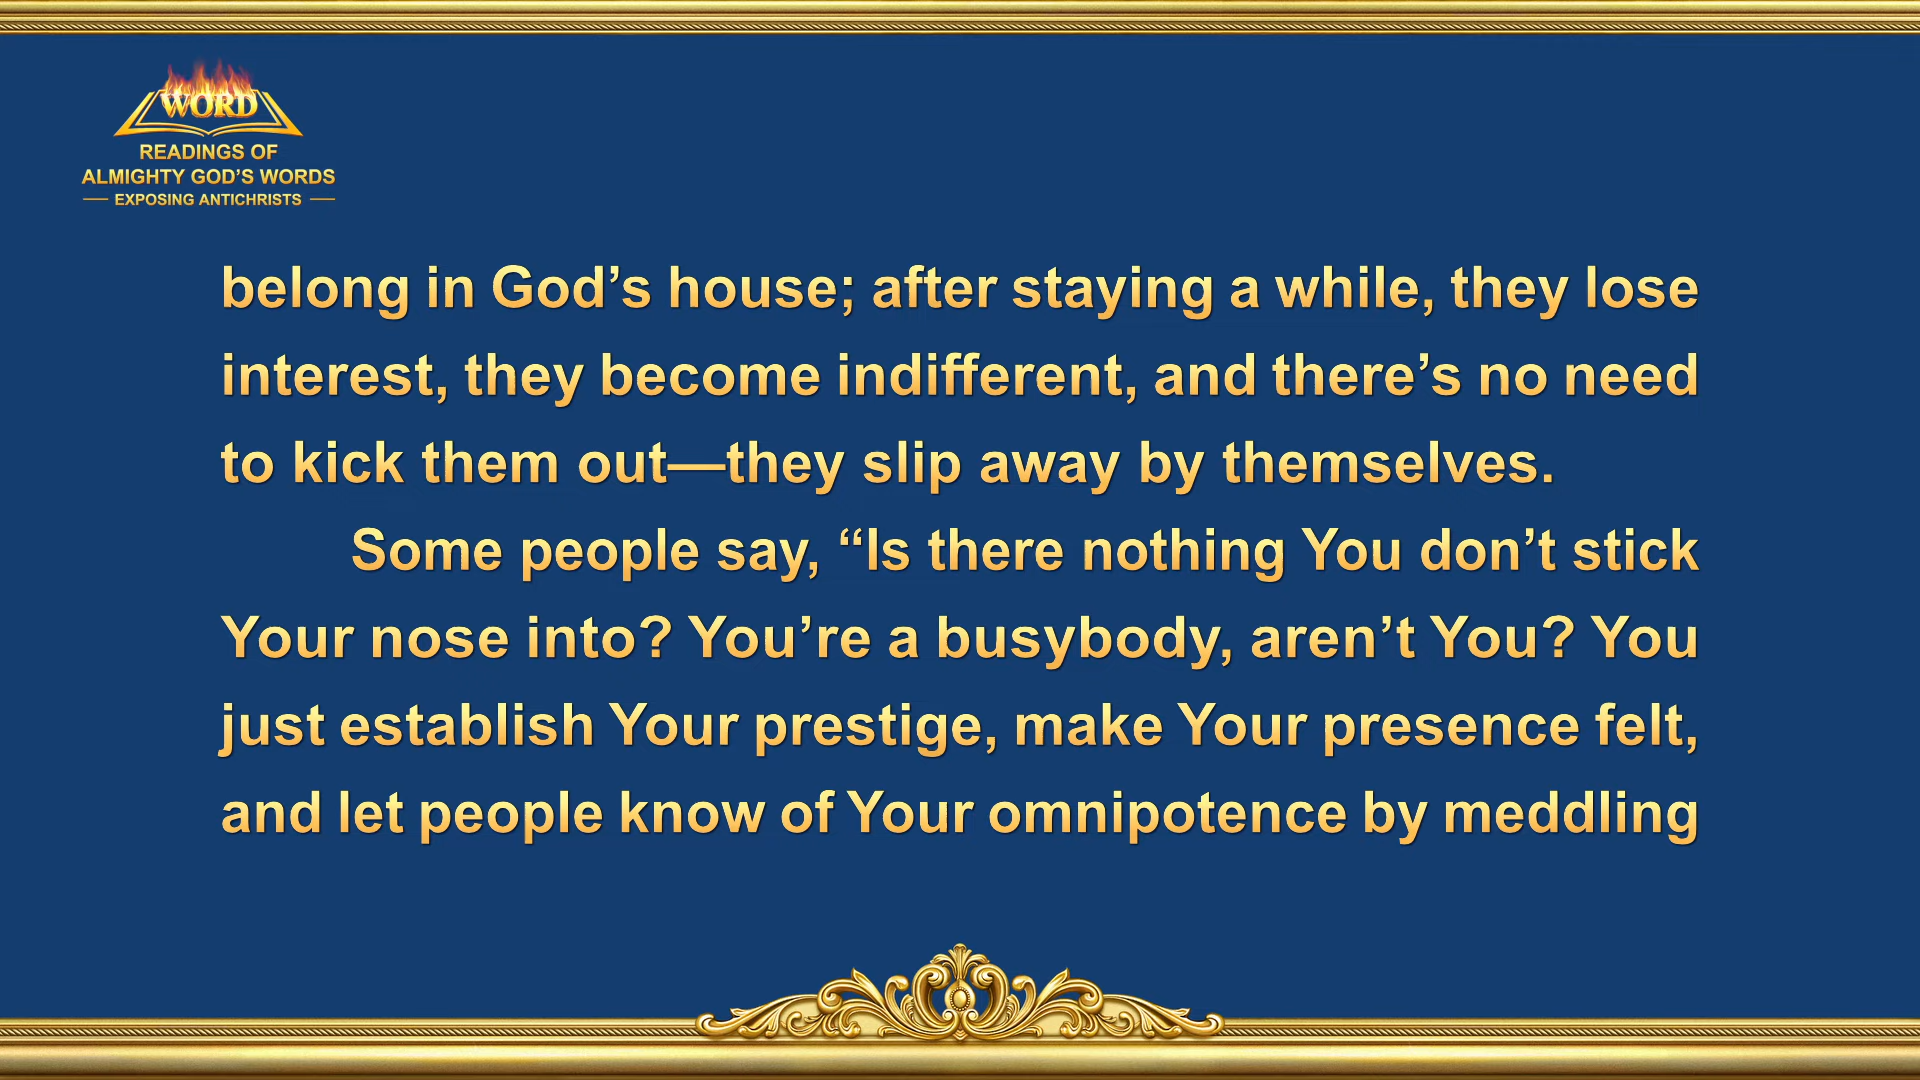 WORD
READINGS OF
ALMIGHTY GOD’S WORDS
EXPOSING ANTICHRISTS
belong in God’s house; after staying a while, they lose
interest, they become indifferent, and there’s no need
to kick them out—they slip away by themselves.
Some people say, “Is there nothing You don’t stick
Your nose into? You’re a busybody, aren’t You? You
just establish Your prestige, make Your presence felt,
and let people know of Your omnipotence by meddling